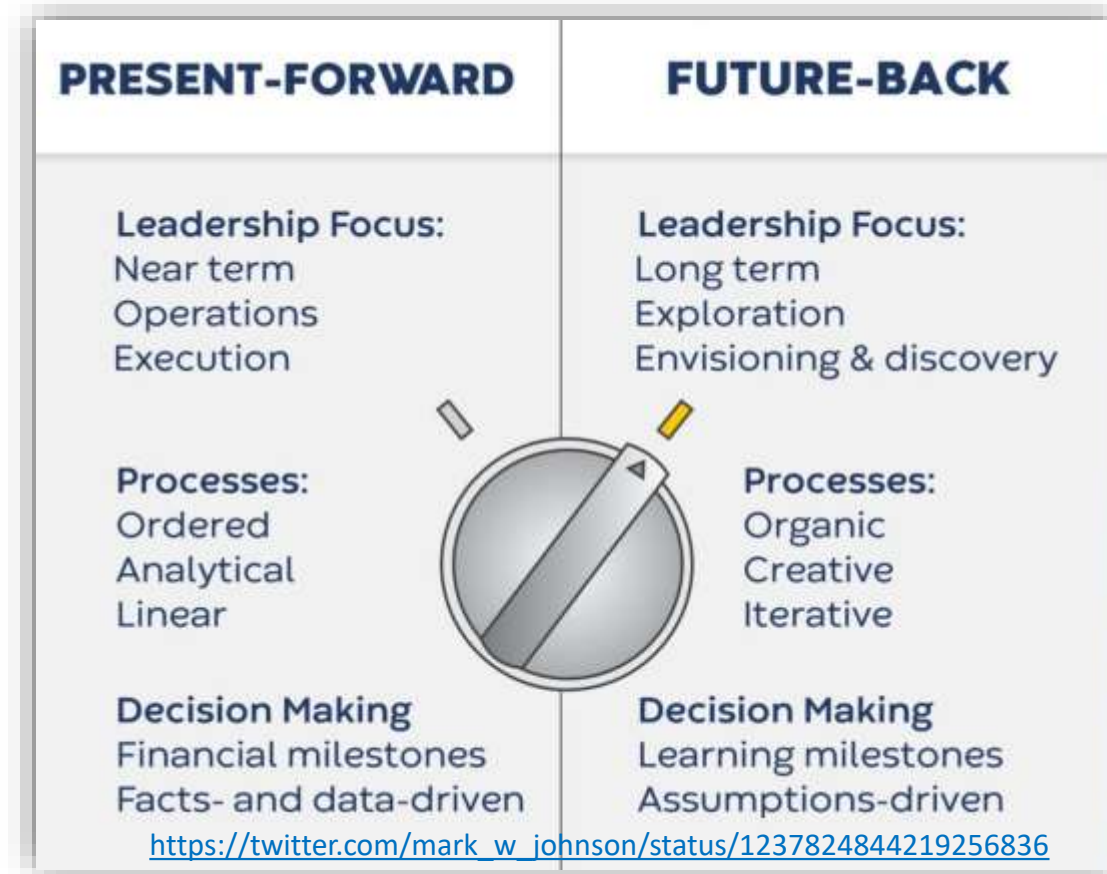 PRESENT-FORWARD
Leadership Focus:
Near term
Operations
Execution
Processes:
Ordered
Analytical
Linear
Decision Making
Financial milestones
Facts- and data-driven
FUTURE-BACK
Leadership Focus:
Long term
Exploration
Envisioning & discovery
Processes:
Organic
Creative
Iterative
Decision Making
Learning milestones
Assumptions-driven
https://twitter.com/mark_w_johnson/status/1237824844219256836